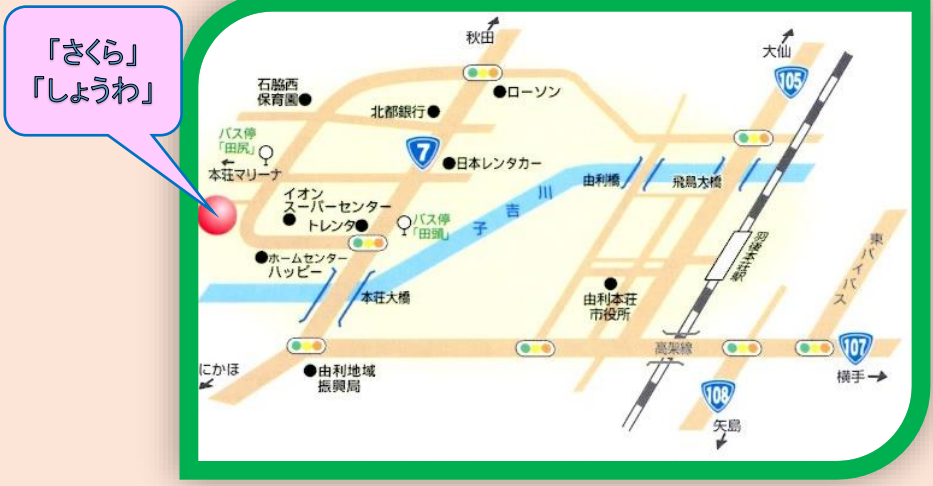 「さくら」
「しょうわ」
秋田
大仙
105
石脇西
保育園
ローソン
北都銀行
バス停
「田尻」
7
日本レンタカー
本荘マリーナ
由利橋
飛鳥大橋
イオン
スーパーセンター
トレンタ
バス停
「田頭」
子吉川
羽後本荘駅
東バイパス
ホームセンター
ハッピー
本荘大橋
由利本荘
市役所
高架線
107
にかほ
由利地域
振興局
横手
108
矢島